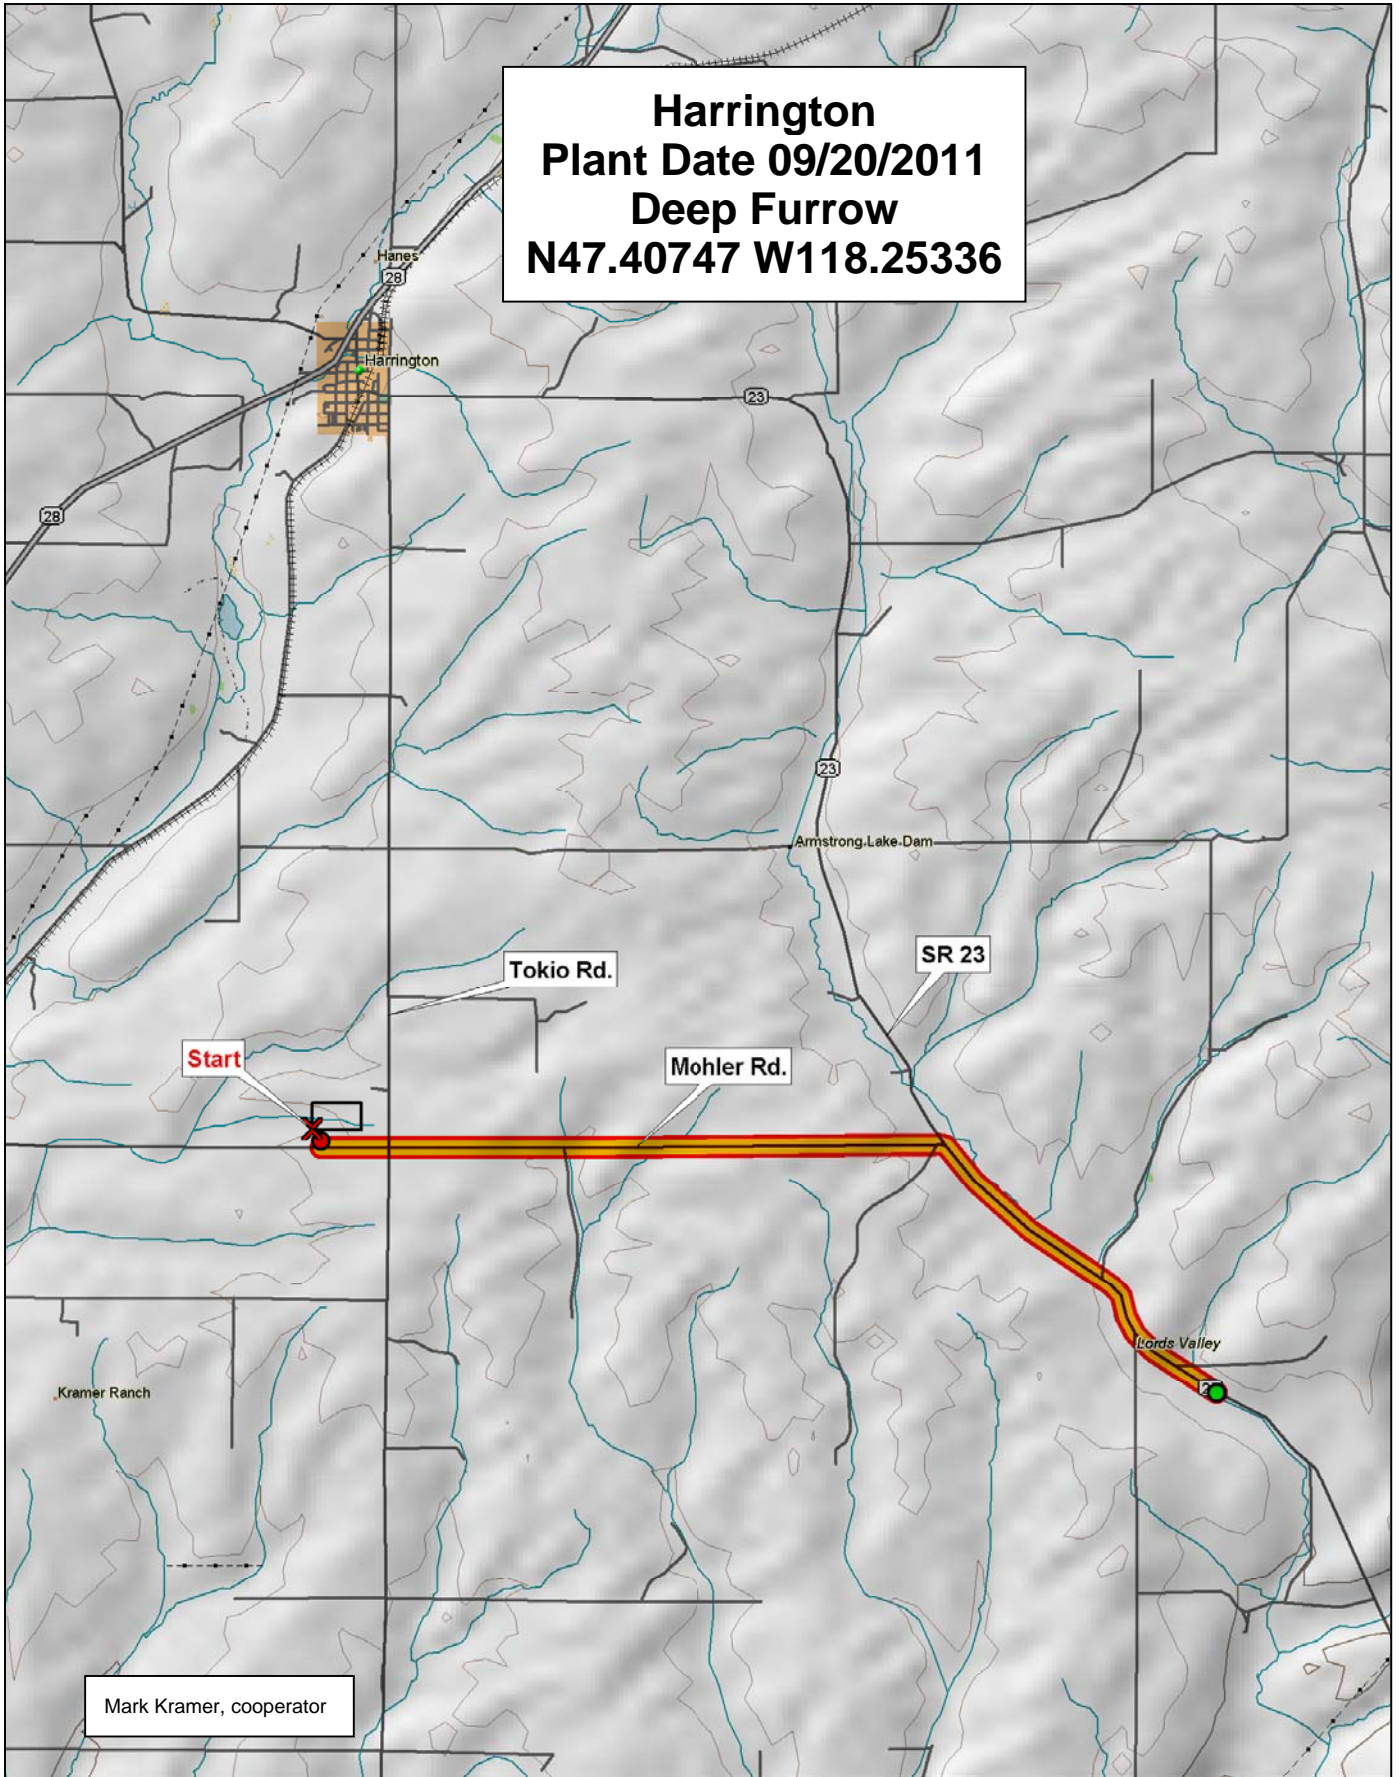 Harrington
Plant Date 09/20/2011
Deep Furrow
N47.40747 W118.25336
Hanes
28
Harrington
23
28
23
Armstrong Lake Dam
SR 23
Tokio Rd.
Start
Mohler Rd.
Lords Valley
Kramer Ranch
Mark Kramer, cooperator